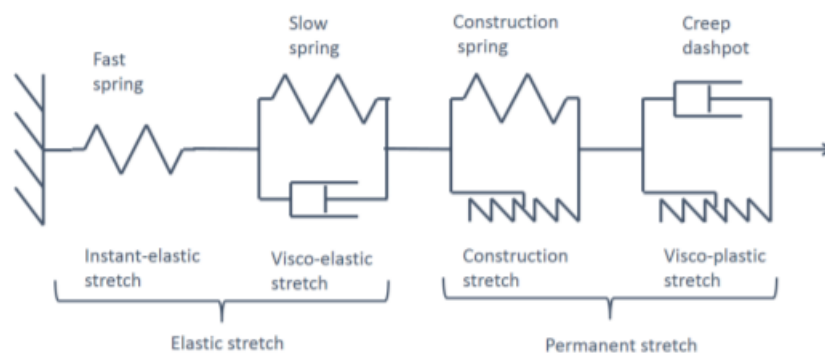 Fast
spring
Slow
spring
Construction
spring
Creep
dashpot
Instant-elastic
stretch
Visco-elastic
stretch
Construction
stretch
Visco-plastic
stretch
Elastic stretch
Permanent stretch